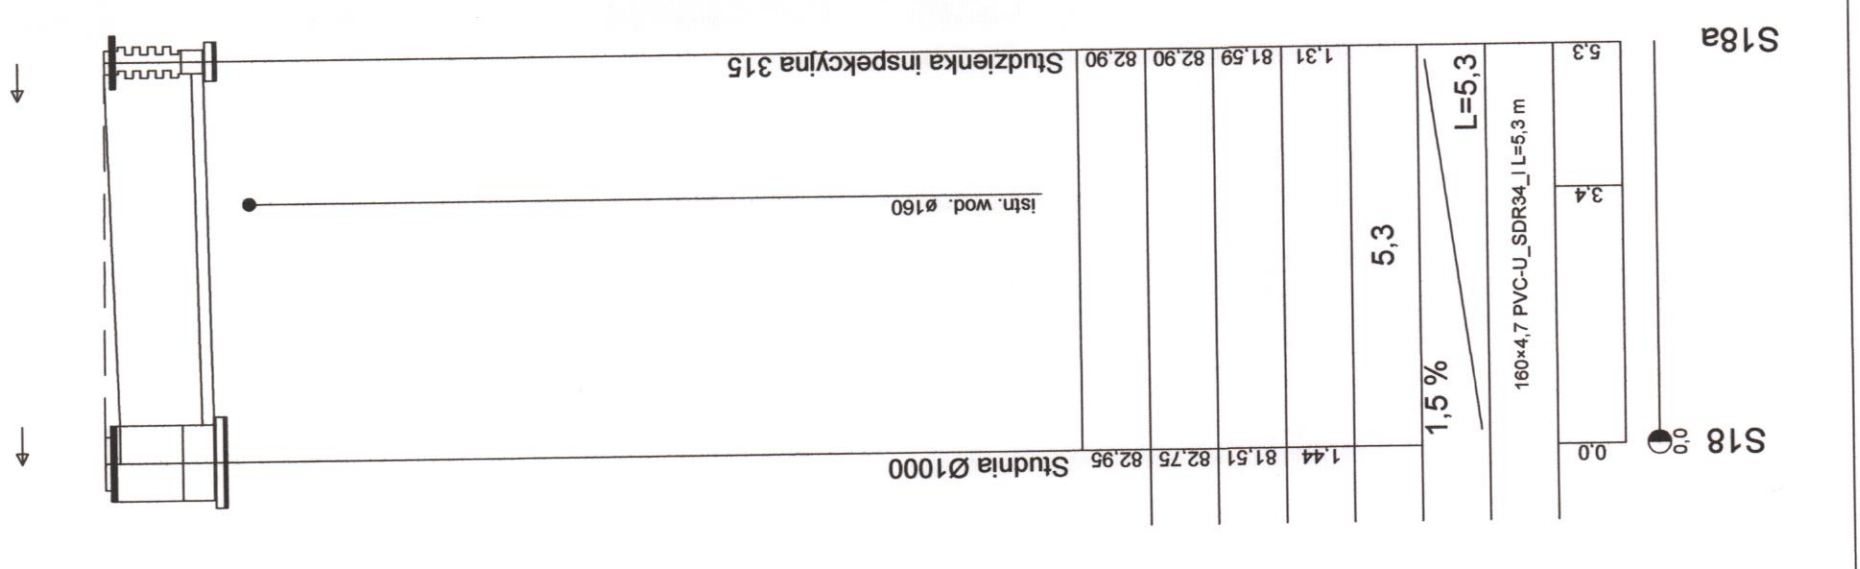 Studzienka inspekcyjna 315
82.90
82.90
81.59
1.31
L=5,3
5.3
S18a
istn. wod. ø160
5,3
160×4,7 PVC-U_SDR34_I L=5,3 m
3.4
1,5 %
Studnia Ø1000
82.95
82.75
81.51
1.44
0.0
0,0
S18